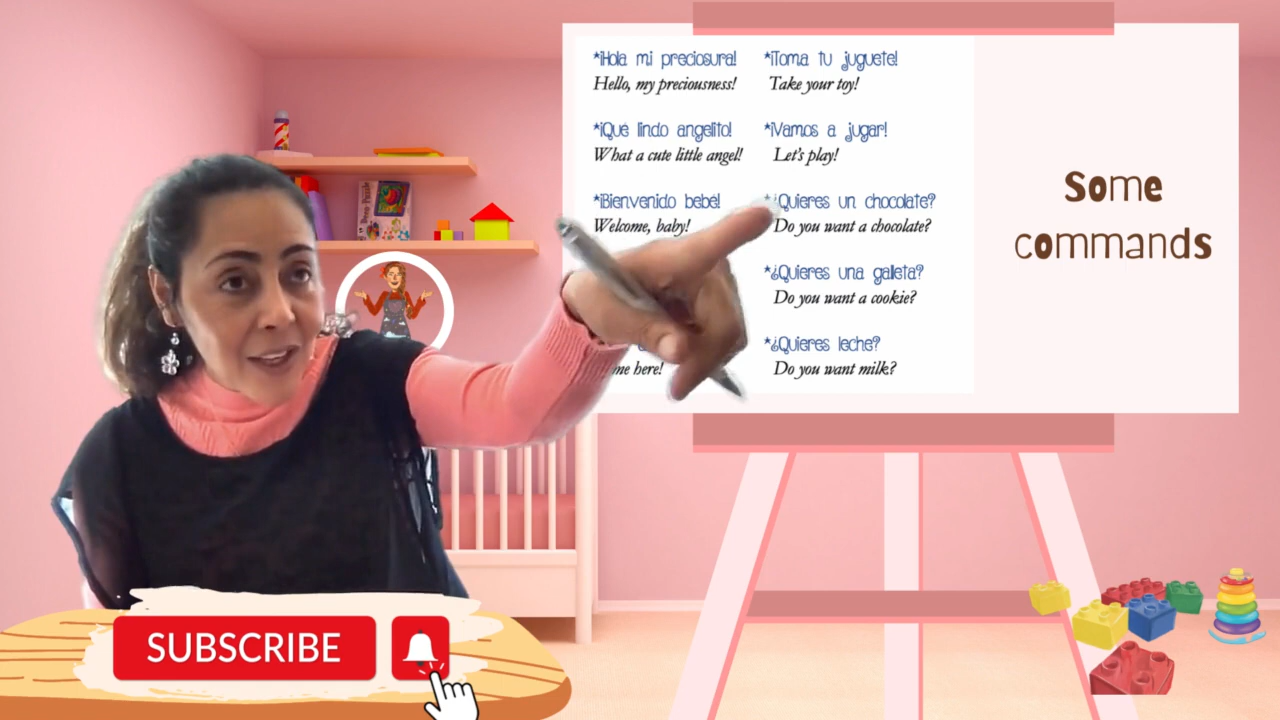 *¡Hola mi preciosura!
Hello, my preciousness!
*¡Qué lindo angelito!
What a cute little angel!
*¡Bienvenido bebé!
Welcome, baby!
me here!
*¡Toma tu juguete!
Take your toy!
*¡Vamos a jugar!
Let's play!
*¿Quieres un chocolate?
Do you want a chocolate?
*¿Quieres una galleta?
Do you want a cookie?
*¿Quieres leche?
Do you want milk?
Some
commands
SUBSCRIBE